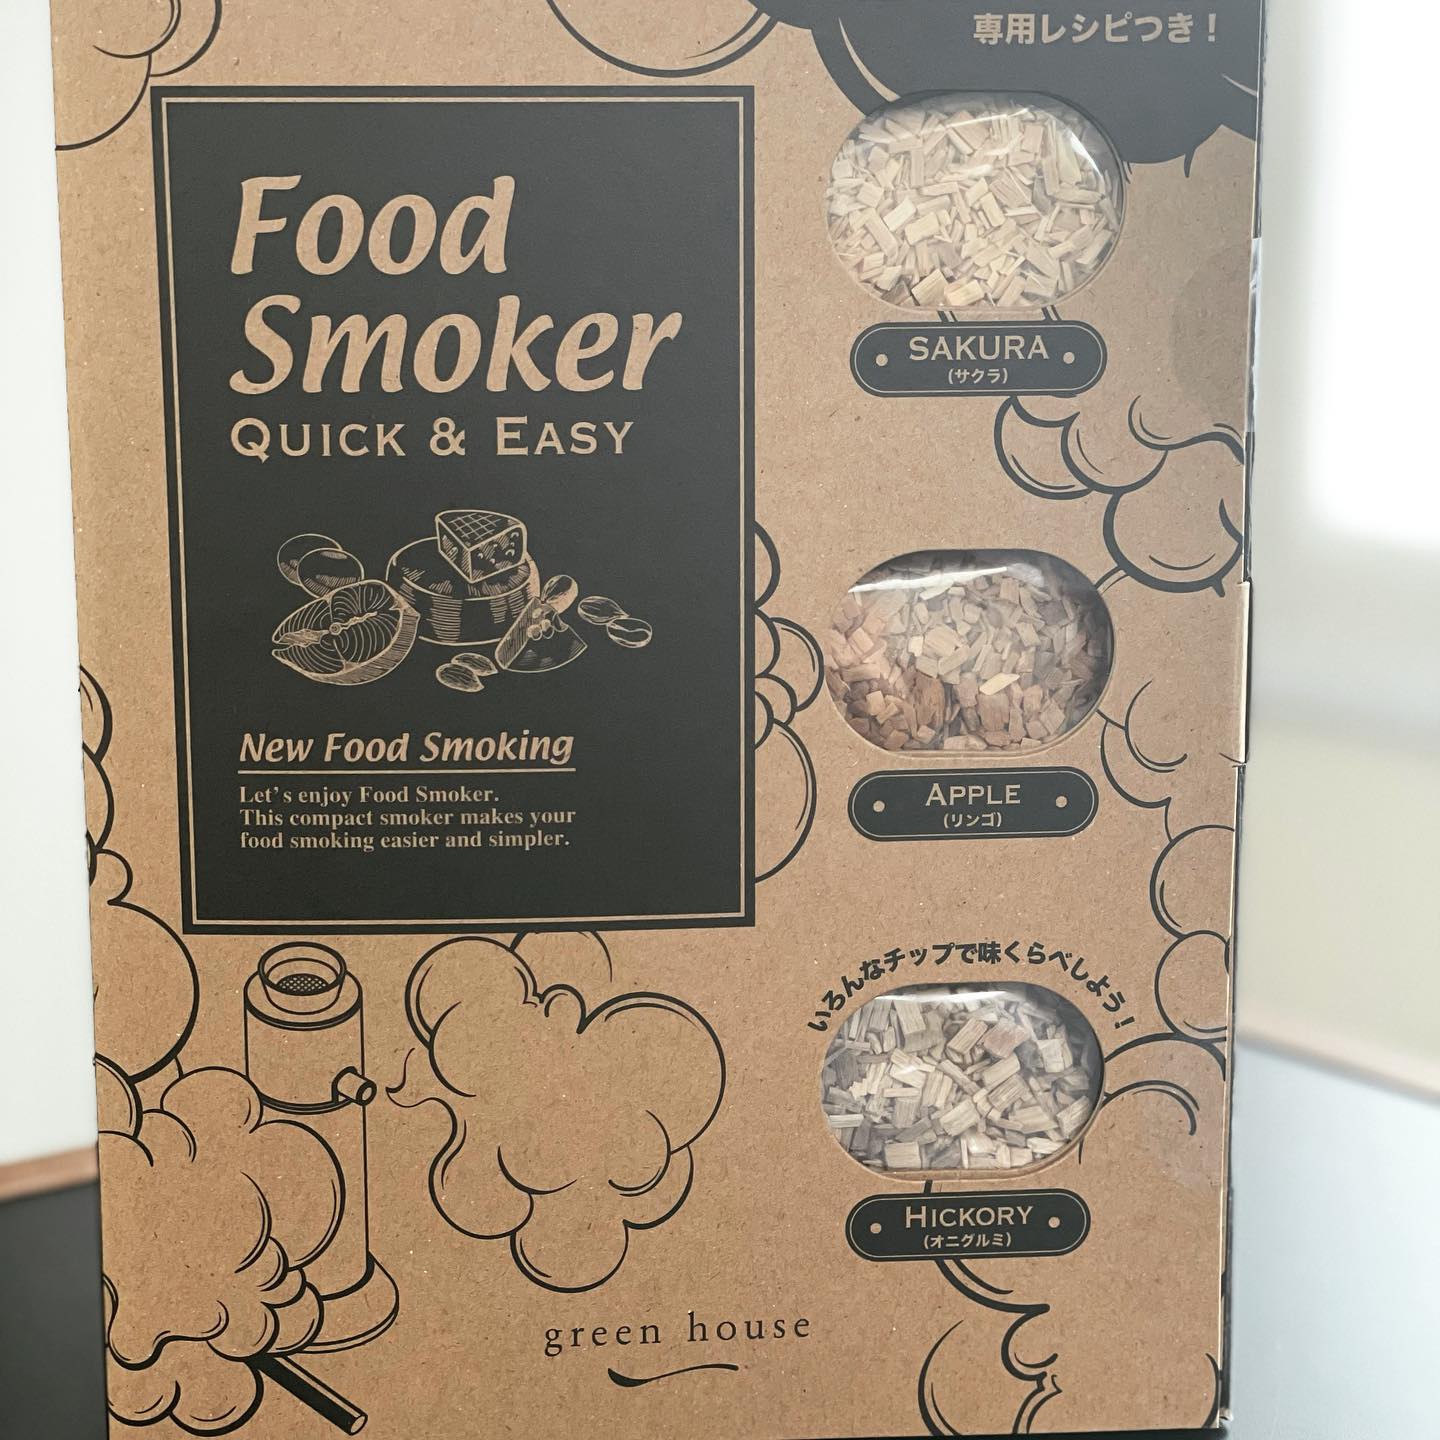 専用レシピつき！
Food
Smoker
QUICK & EASY
New Food Smoking
Let's enjoy Food Smoker.
This compact smoker makes your
food smoking easier and simpler.
SAKURA
(サクラ)
APPLE
(リンゴ)
いろんなチップで味くらべしよう！
HICKORY
(オニグルミ)
green house